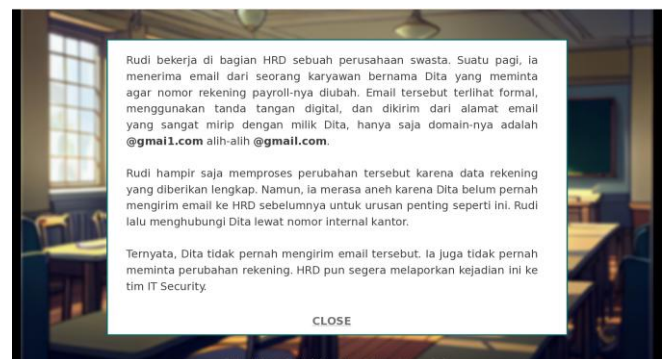 Rudi bekerja di bagian HRD sebuah perusahaan swasta. Suatu pagi, ia
menerima email dari seorang karyawan bernama Dita yang meminta
agar nomor rekening payroll-nya diubah. Email tersebut terlihat formal,
menggunakan tanda tangan digital, dan dikirim dari alamat email
yang sangat mirip dengan milik Dita, hanya saja domain-nya adalah
@gmai1.com alih-alih @gmail.com.
Rudi hampir saja memproses perubahan tersebut karena data rekening
yang diberikan lengkap. Namun, ia merasa aneh karena Dita belum pernah
mengirim email ke HRD sebelumnya untuk urusan penting seperti ini. Rudi
lalu menghubungi Dita lewat nomor internal kantor.
Ternyata, Dita tidak pernah mengirim email tersebut. Ia juga tidak pernah
meminta perubahan rekening. HRD pun segera melaporkan kejadian ini ke
tim IT Security.
CLOSE